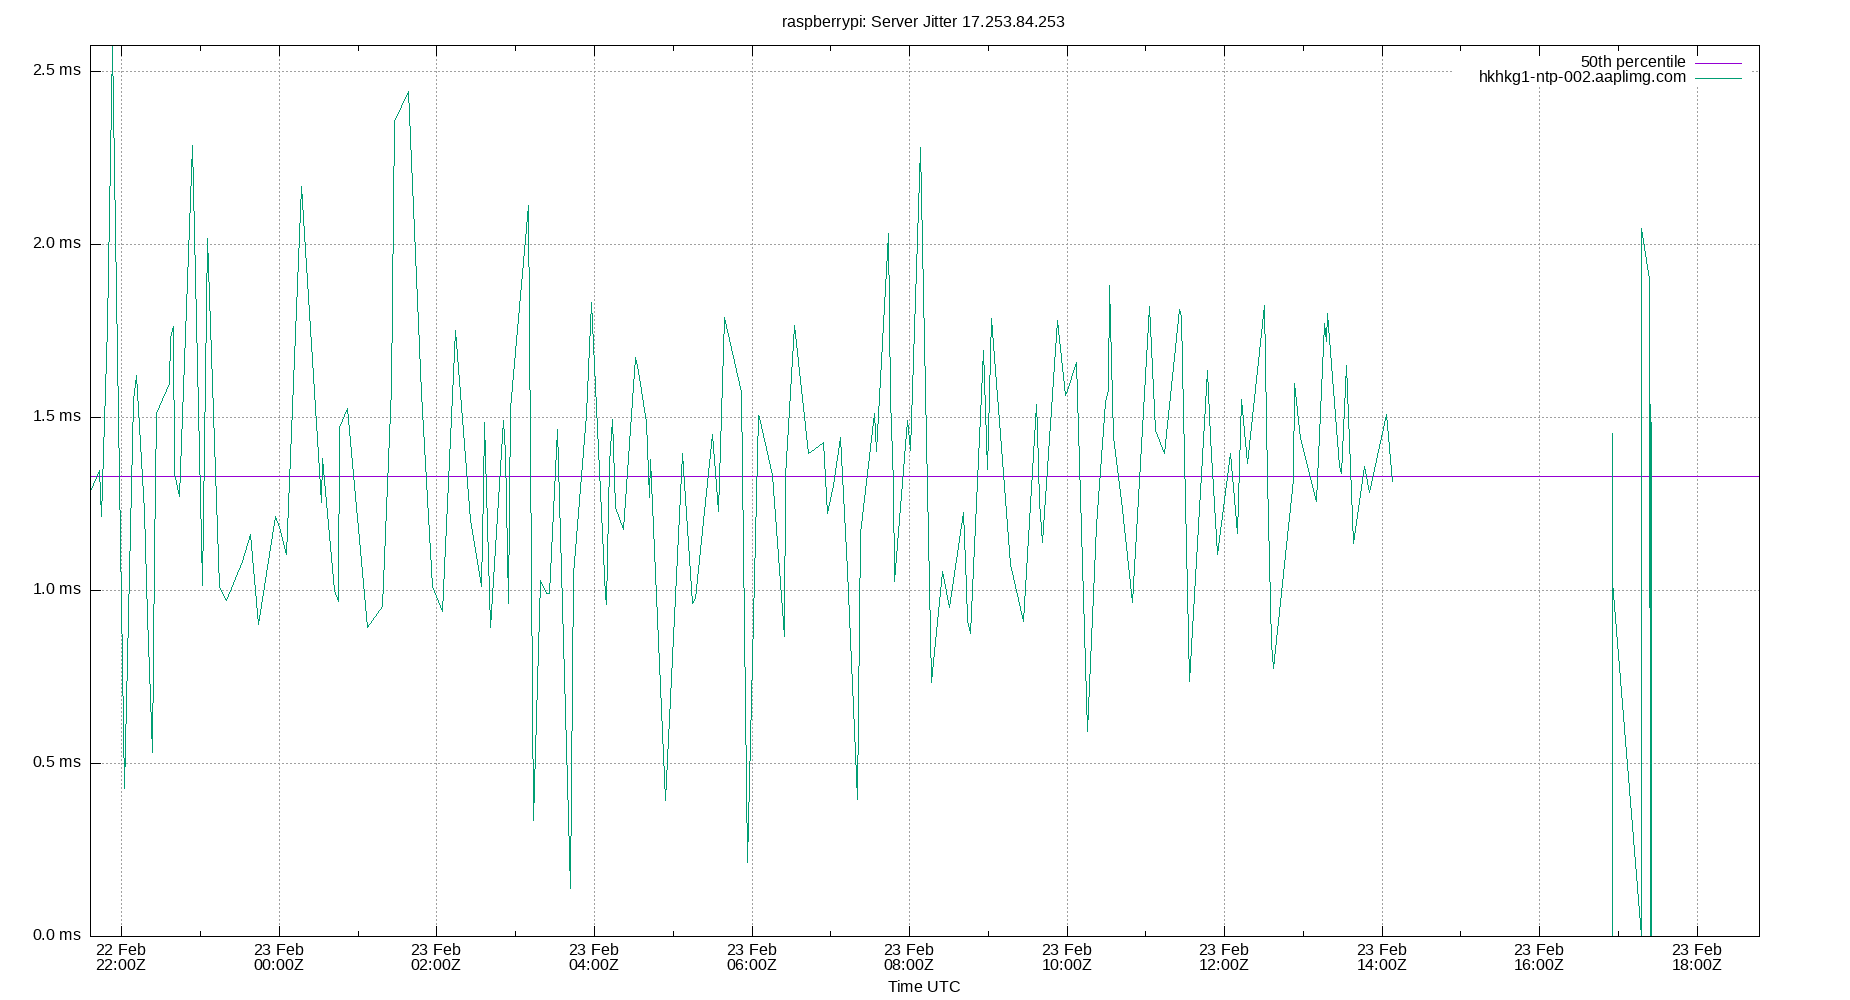 raspberrypi: Server Jitter 17.253.84.253
50th percentile
hkhkg1-ntp-002.aaplimg.com
2.5 ms
2.0 ms
1.5 ms
1.0 ms
0.5 ms
0.0 ms
22 Feb 23 Feb 23 Feb 23 Feb 23 Feb 23 Feb 23 Feb 23 Feb 23 Feb 23 Feb 23 Feb
22:00Z 00:00Z 02:00Z 04:00Z 06:00Z 08:00Z 10:00Z 12:00Z 14:00Z 16:00Z 18:00Z
Time UTC